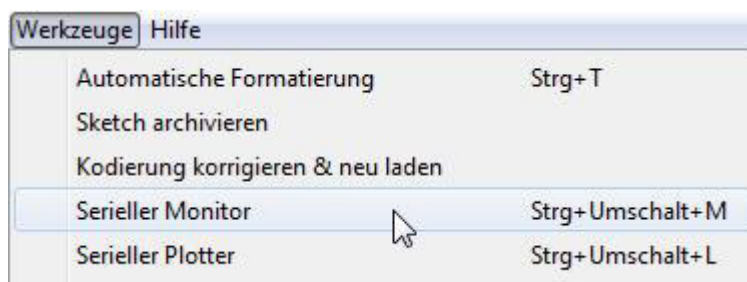 Werkzeuge Hilfe
Automatische Formatierung Strg+T
Sketch archivieren
Kodierung korrigieren & neu laden
Serieller Monitor Strg+Umschalt+M
Serieller Plotter Strg+Umschalt+L